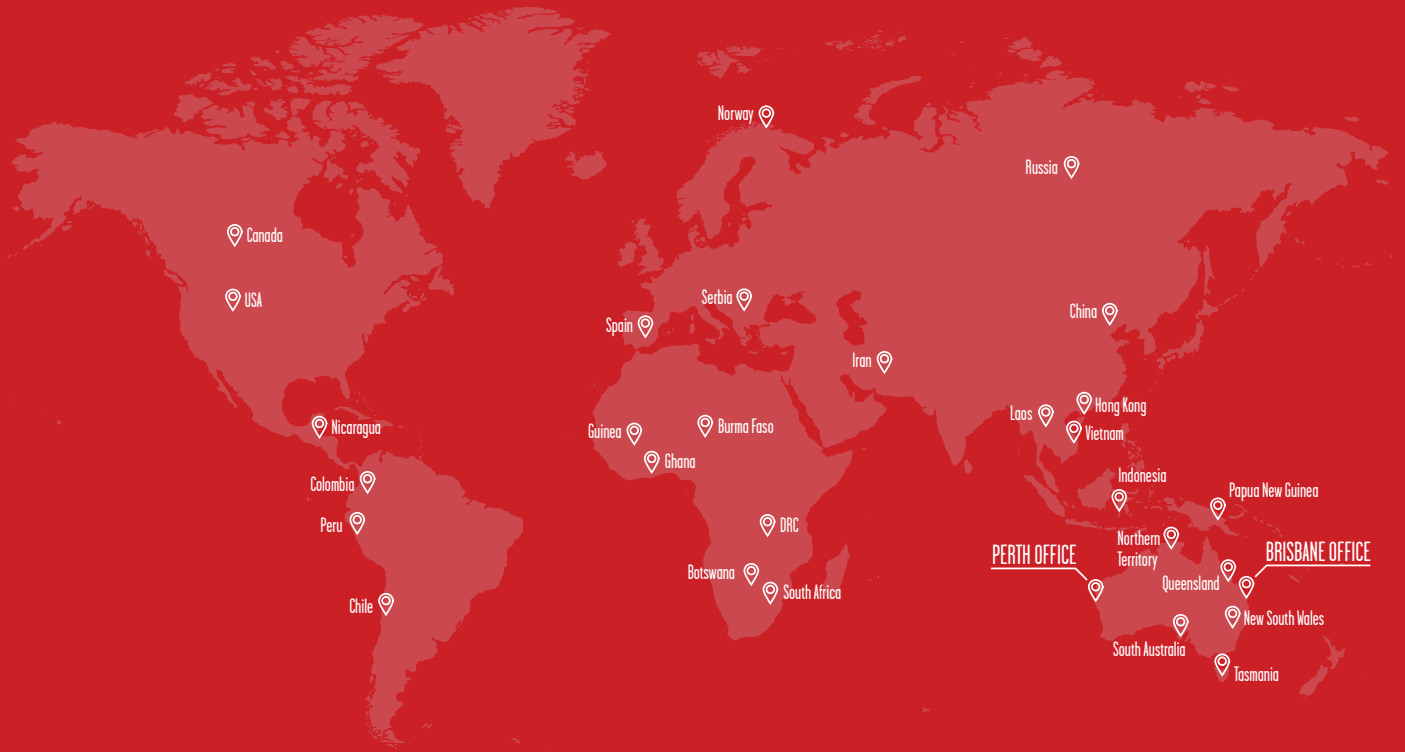 Norway
Russia
Canada
USA
Serbia
Spain
China
Iran
Hong Kong
Laos
Nicaragua
Guinea
Burma Faso
Vietnam
Ghana
Indonesia
Colombia
Papua New Guinea
Peru
DRC
Northern
Territory
PERTH OFFICE
BRISBANE OFFICE
Botswana
Queensland
South Africa
Chile
New South Wales
South Australia
Tasmania